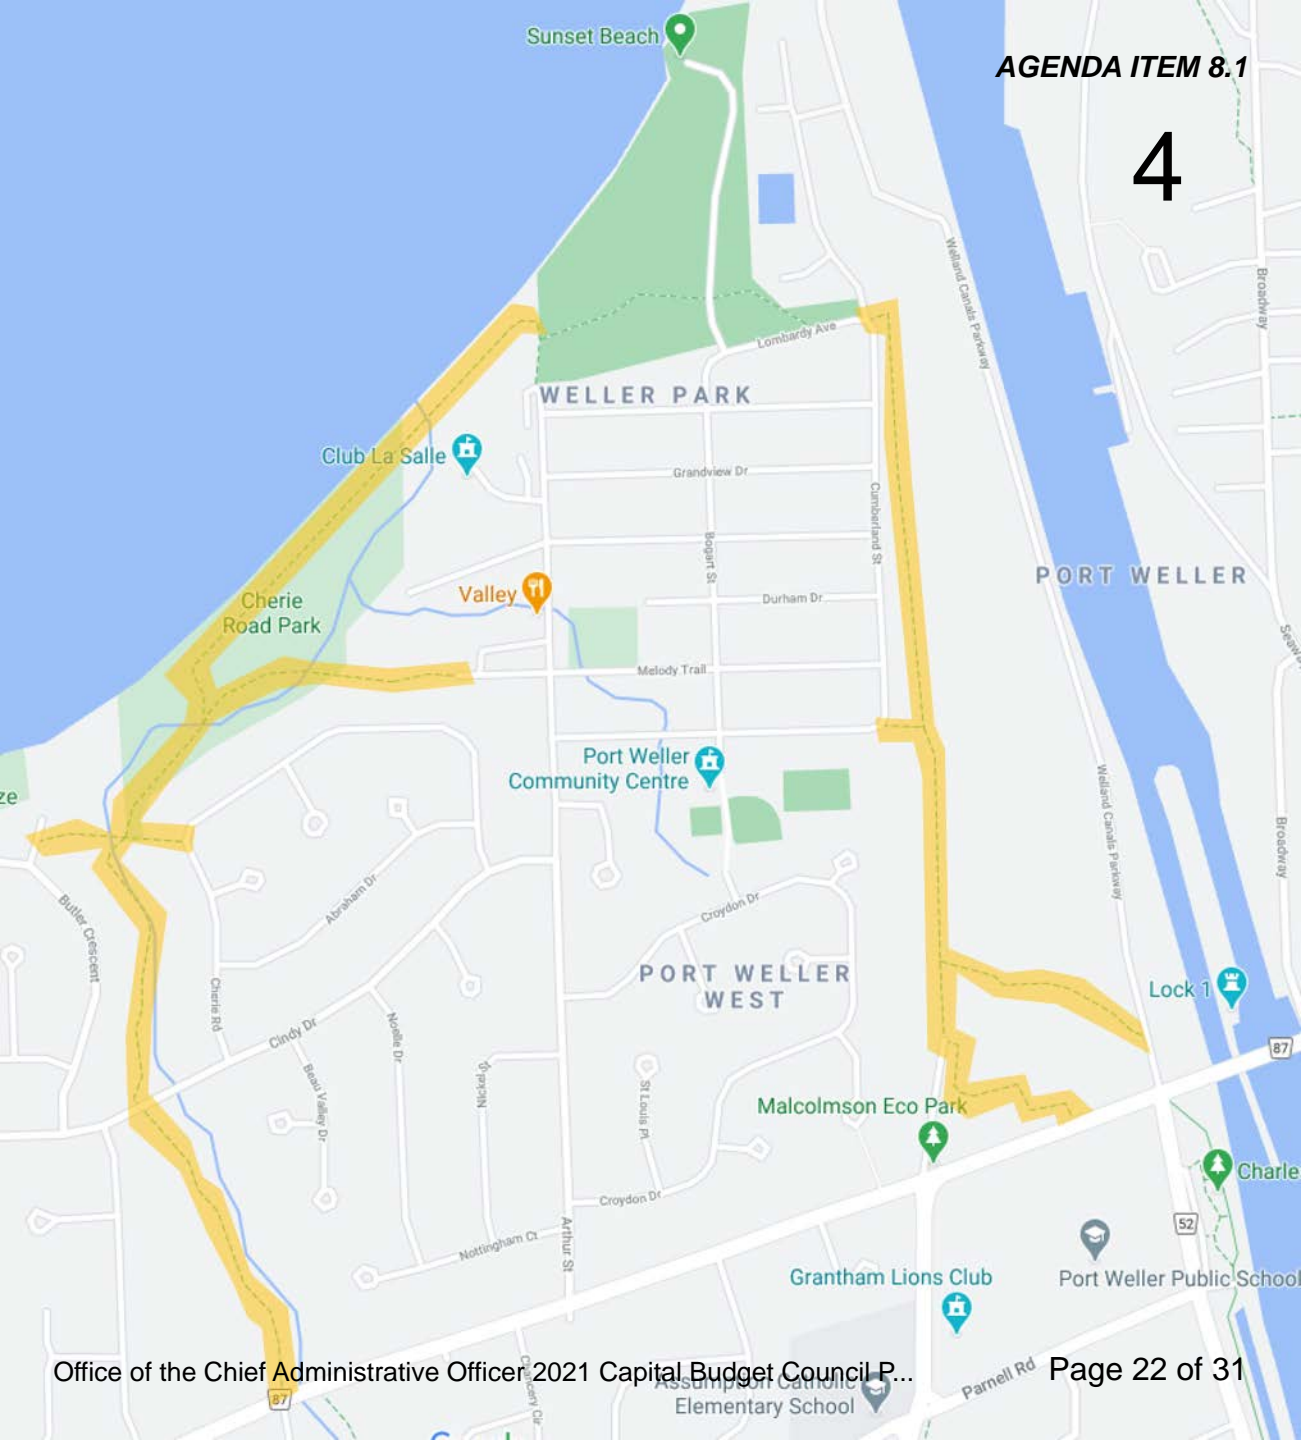 Sunset Beach
AGENDA ITEM 8.1
4
Welland Canals Parkway
Broadway
Lombardy Ave
WELLER PARK
Club La Salle
Grandview Dr
Cumberland St
Bogart St
PORT WELLER
Valley
Durham Dr
Cherie
Road Park
Melody Trail
Port Weller
Community Centre
Welland Canals Parkway
Broadway
Butler Crescent
Abraham Dr
Croydon Dr
PORT WELLER
WEST
Lock 1
Cherie Rd
Cindy Dr
Noelle Dr
87
Beau Valley Dr
St Louis Pl
Malcolmson Eco Park
Charle
Croydon Dr
52
Arthur St
Nottingham Ct
Port Weller Public School
Grantham Lions Club
Office of the Chief Administrative Officer 2021 Capital Budget Council P...
Page 22 of 31
Chancery Cir
Assumption Catholic
Elementary School
Parnell Rd
87